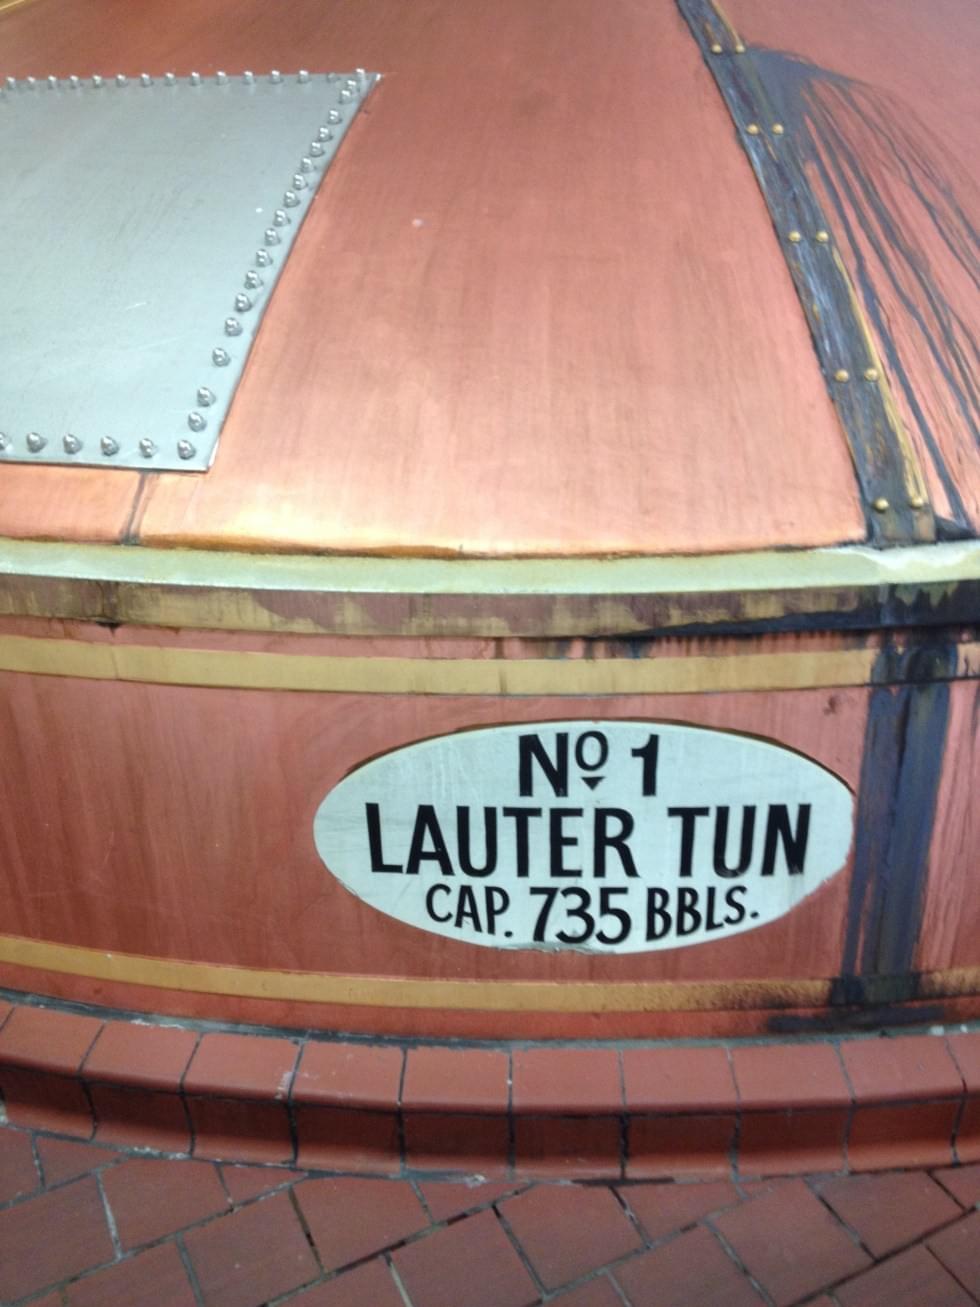 Nº 1
LAUTER TUN
CAP. 735 BBLS.